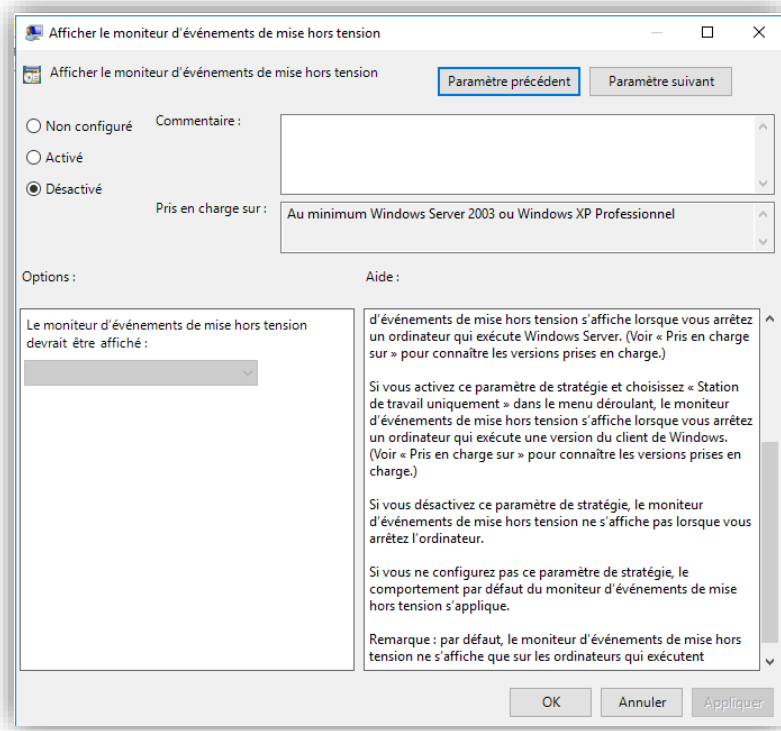 Afficher le moniteur d'événements de mise hors tension
Afficher le moniteur d'événements de mise hors tension
Paramètre précédent
Paramètre suivant
Non configuré
Commentaire :
Activé
Désactivé
Pris en charge sur :
Au minimum Windows Server 2003 ou Windows XP Professionnel
Options :
Aide :
Le moniteur d'événements de mise hors tension
devrait être affiché :
d'événements de mise hors tension s'affiche lorsque vous arrêtez
un ordinateur qui exécute Windows Server. (Voir « Pris en charge
sur » pour connaître les versions prises en charge.)
Si vous activez ce paramètre de stratégie et choisissez « Station
de travail uniquement » dans le menu déroulant, le moniteur
d'événements de mise hors tension s'affiche lorsque vous arrêtez
un ordinateur qui exécute une version du client de Windows.
(Voir « Pris en charge sur » pour connaître les versions prises en
charge.)
Si vous désactivez ce paramètre de stratégie, le moniteur
d'événements de mise hors tension ne s'affiche pas lorsque vous
arrêtez l'ordinateur.
Si vous ne configurez pas ce paramètre de stratégie, le
comportement par défaut du moniteur d'événements de mise
hors tension s'applique.
Remarque : par défaut, le moniteur d'événements de mise hors
tension ne s'affiche que sur les ordinateurs qui exécutent
OK
Annuler
Appliquer